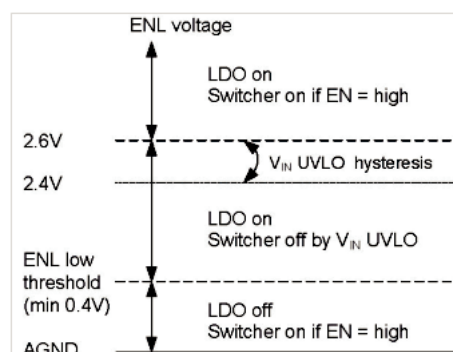 ENL voltage
LDO on
Switcher on if EN = high
2.6V
VIN UVLO hysteresis
2.4V
LDO on
Switcher off by VIN UVLO
ENL low
threshold
(min 0.4V)
LDO off
Switcher on if EN = high
AGND